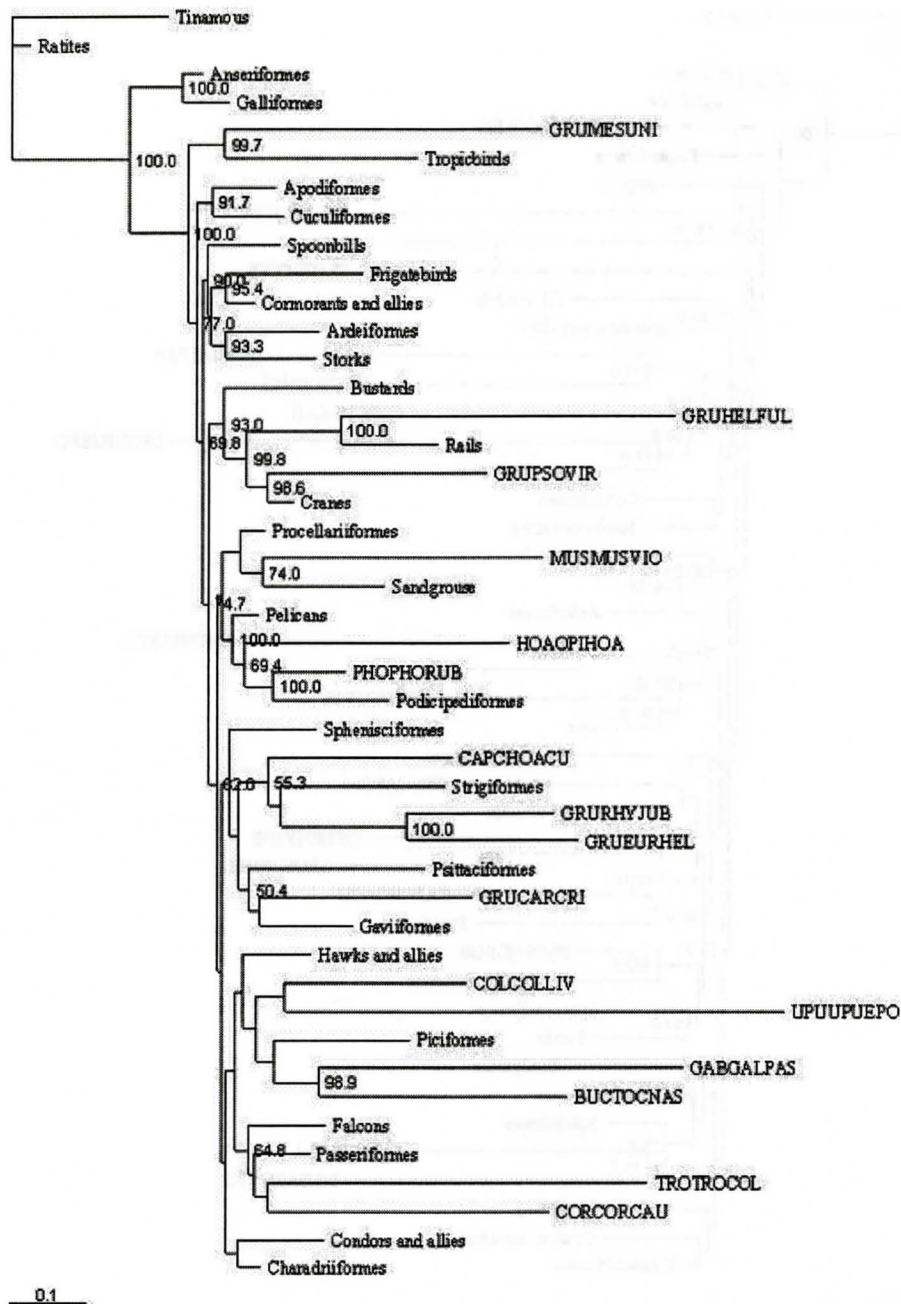 Tinamous
Ratites
Anseriformes
100.0
Galliformes
GRUMESUNI
99.7
Tropicbirds
100.0
Apodiformes
91.7
Cuculiformes
100.0
Spoonbills
Frigatebirds
90.0
95.4
Cormorants and allies
77.0
Ardeiformes
93.3
Storks
Bustards
GRUHELFUL
93.0
100.0
69.8
Rails
99.8
GRUPSOVIR
98.6
Cranes
Procellariiformes
MUSMUSVIO
74.0
Sandgrouse
74.7
Pelicans
100.0
HOAOPIHOA
69.4
PHOPHORUB
100.0
Podicipediformes
Sphenisciformes
CAPCHOACU
55.3
Strigiformes
GRURHYJUB
100.0
GRUEURHEL
Psittaciformes
50.4
GRUCARCRI
Gaviiformes
Hawks and allies
COLCOLLIV
UPUUPUEPO
Piciformes
GABGALPAS
98.9
BUCTOCNAS
Falcons
64.8
Passeriformes
TROTROCOL
CORCORCAU
Condors and allies
Charadriiformes
0.1